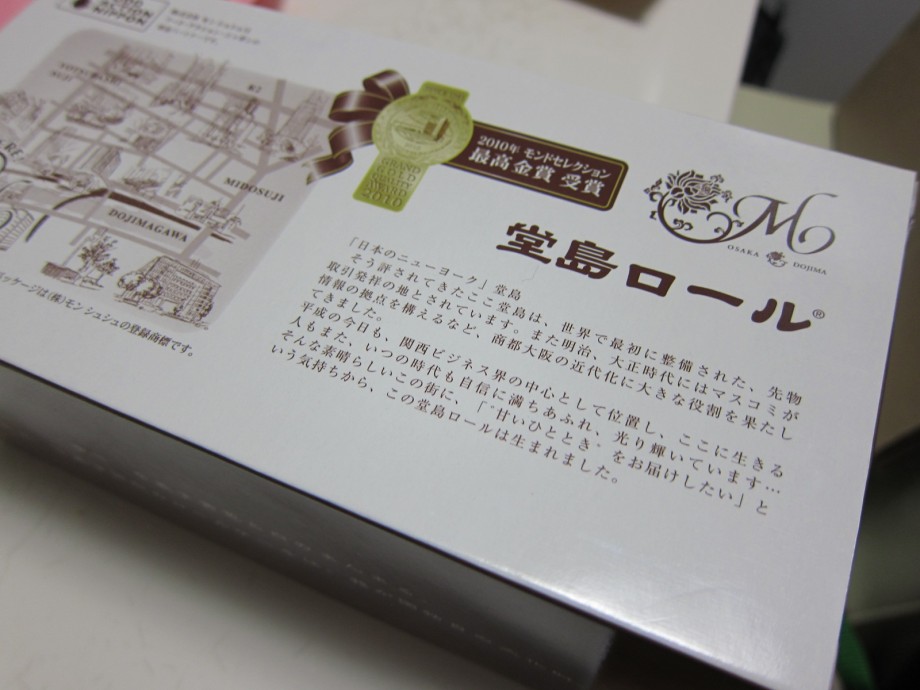 NIPPON
K2
MIDOSUJI
DOJIMAGAWA
ッケージは(株)モン シュシュの登録商標です。
2010
2010年 モンドセレクション
最高金賞 受賞
M
OSAKA DOJIMA
堂島ロール®
「日本のニューヨーク」堂島
そう評されてきたここ堂島は、世界で最初に整備された、先物
取引発祥の地とされています。また明治、大正時代にはマスコミが
情報の拠点を構えるなど、商都大阪の近代化に大きな役割を果たし
てきました。
平成の今日も、関西ビジネス界の中心として位置し、ここに生きる
人もまた、いつの時代も自信に満ちあふれ、光り輝いています…
そんな素晴らしいこの街に、「“甘いひととき”をお届けしたい」と
いう気持ちから、この堂島ロールは生まれました。